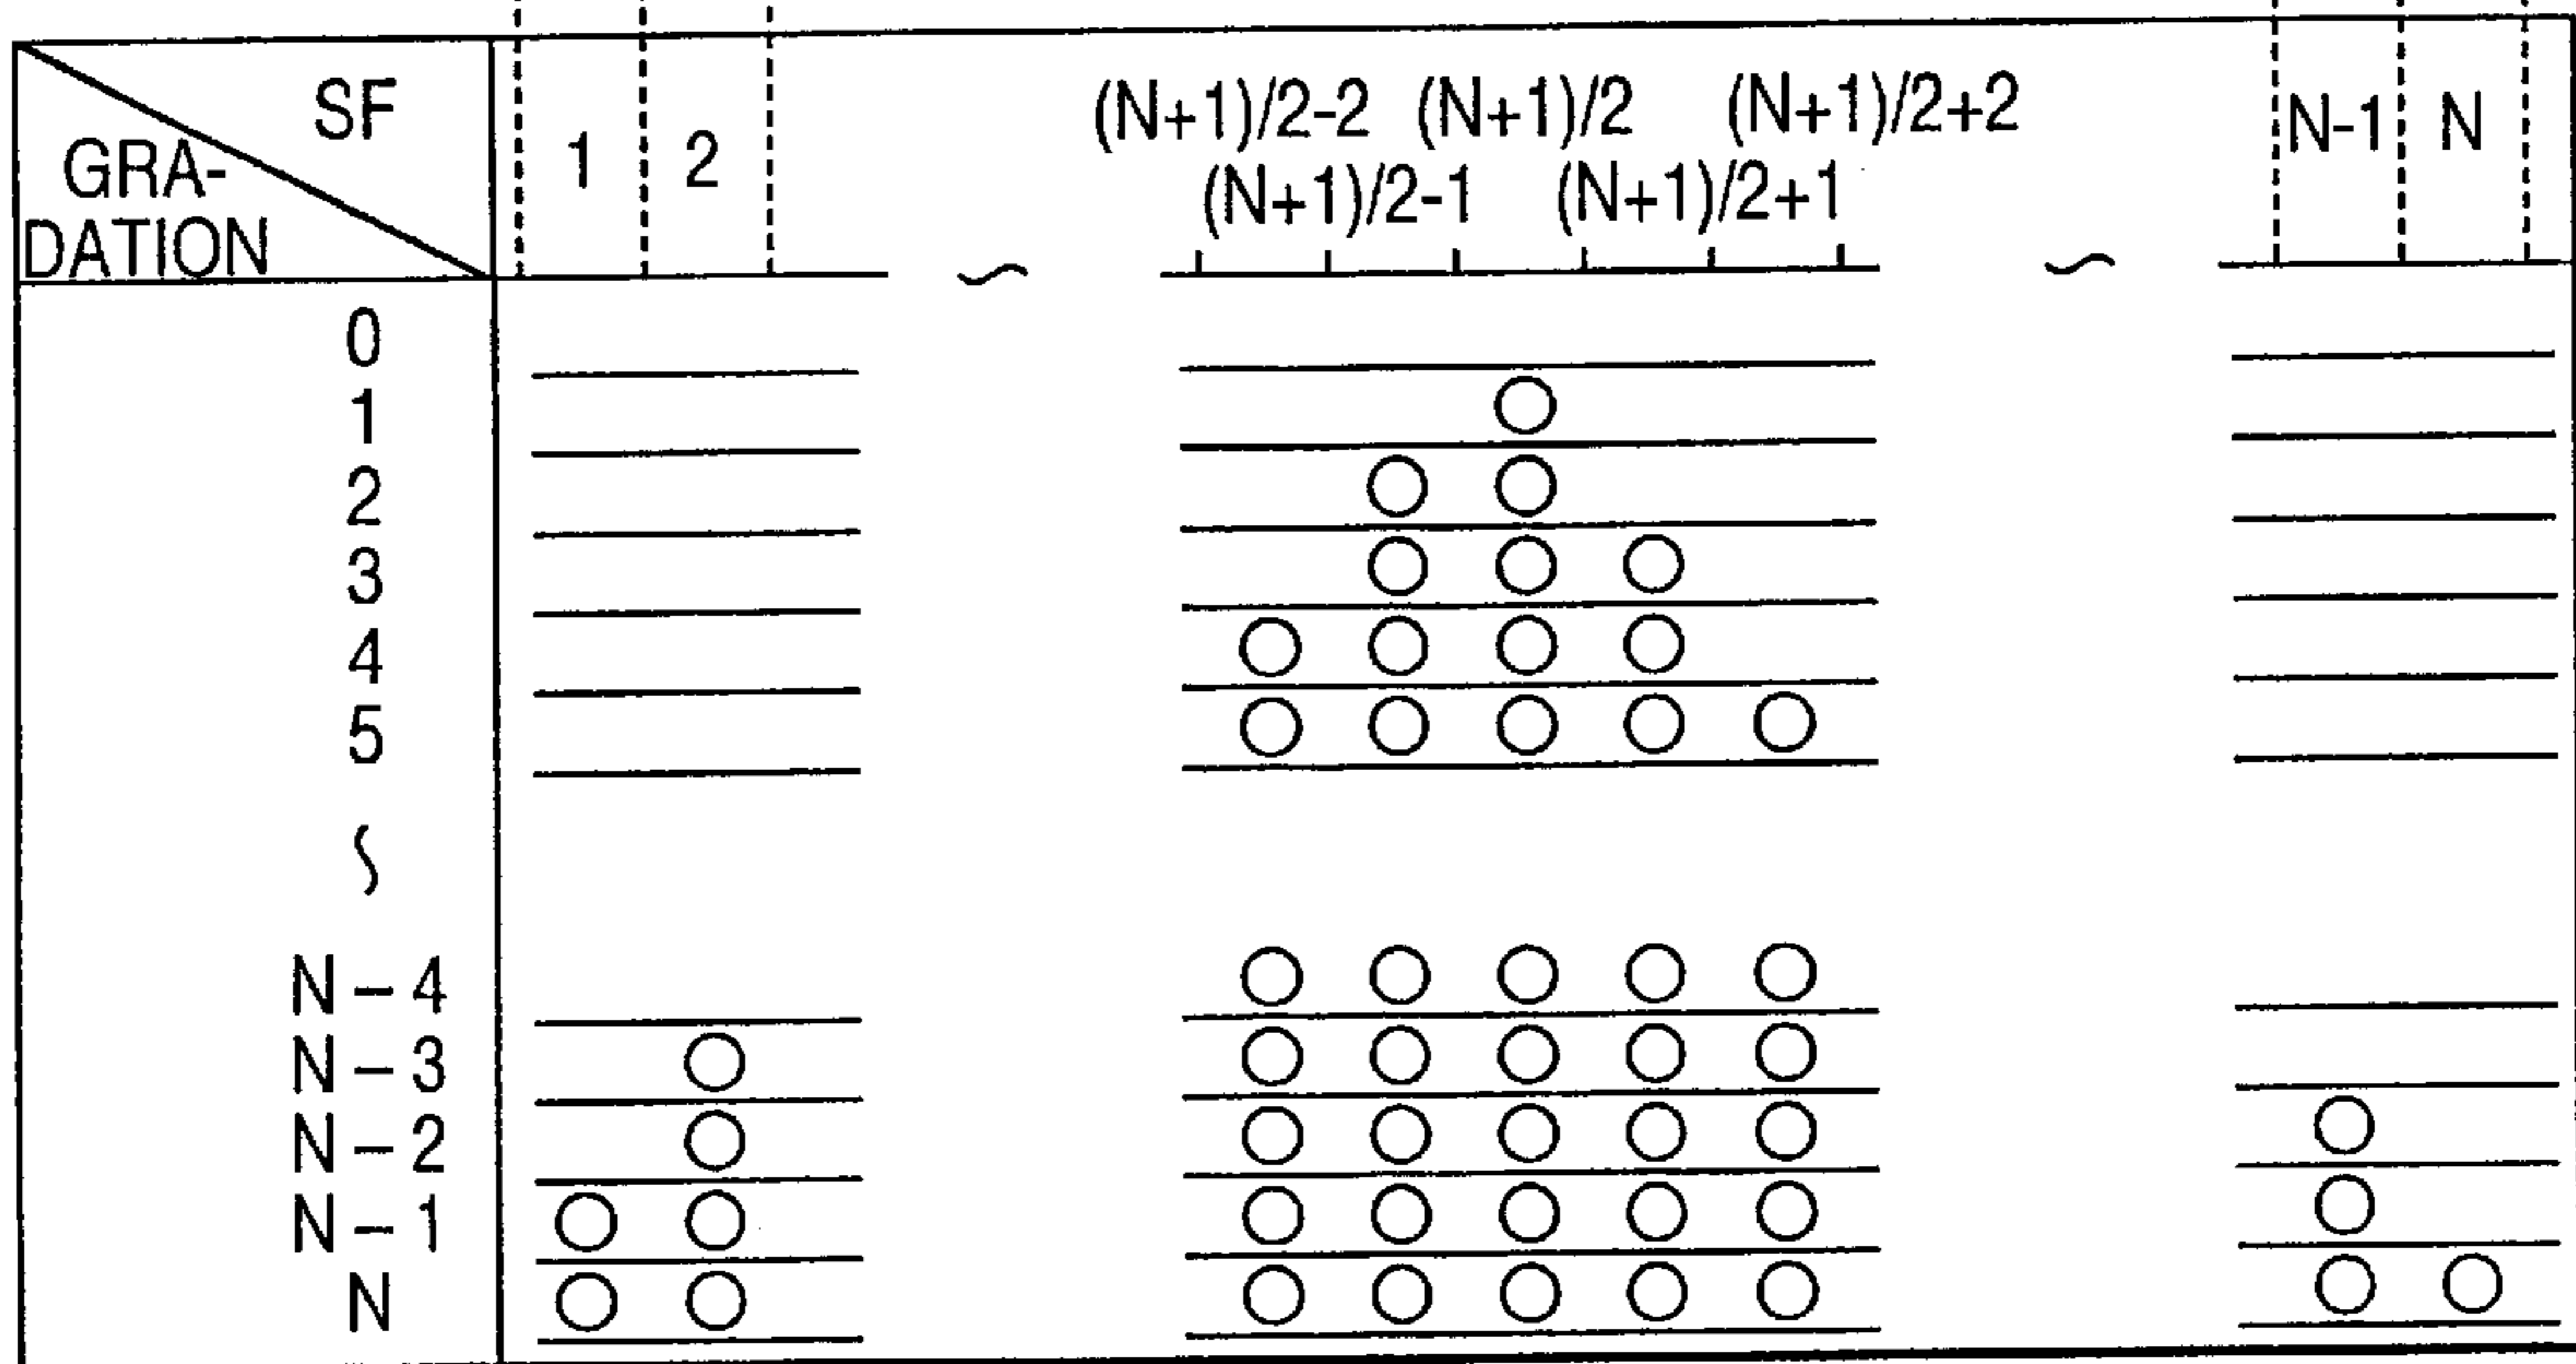 SF
GRA-
DATION
1 2
(N+1)/2-2 (N+1)/2 (N+1)/2+2
(N+1)/2-1 (N+1)/2+1
N-1 N
0
1
2
3
4
5
N-4
N-3
N-2
N-1
N